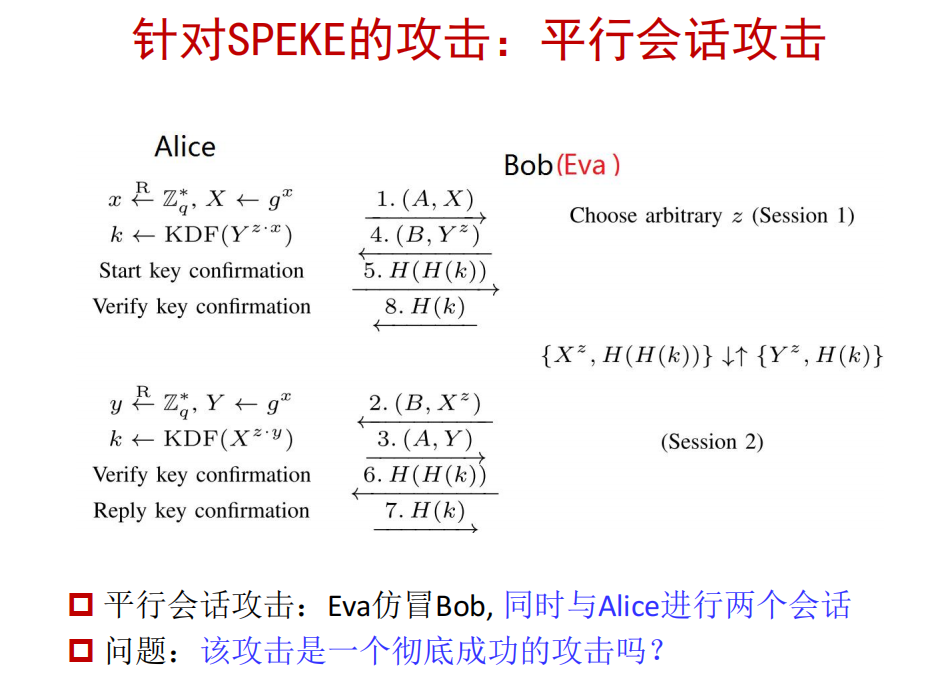 针对SPEKE的攻击：平行会话攻击
Alice
Bob(Eva )
x ←R ℤ*q, X ← g^x
1. (A, X)
Choose arbitrary z (Session 1)
k ← KDF(Y^{z·x})
4. (B, Y^z)
Start key confirmation
5. H(H(k))
Verify key confirmation
8. H(k)
{X^z, H(H(k))} ↓↑ {Y^z, H(k)}
y ←R ℤ*q, Y ← g^x
2. (B, X^z)
k ← KDF(X^{z·y})
3. (A, Y)
(Session 2)
Verify key confirmation
6. H(H(k))
Reply key confirmation
7. H(k)
平行会话攻击：Eva仿冒Bob, 同时与Alice进行两个会话
问题：该攻击是一个彻底成功的攻击吗？